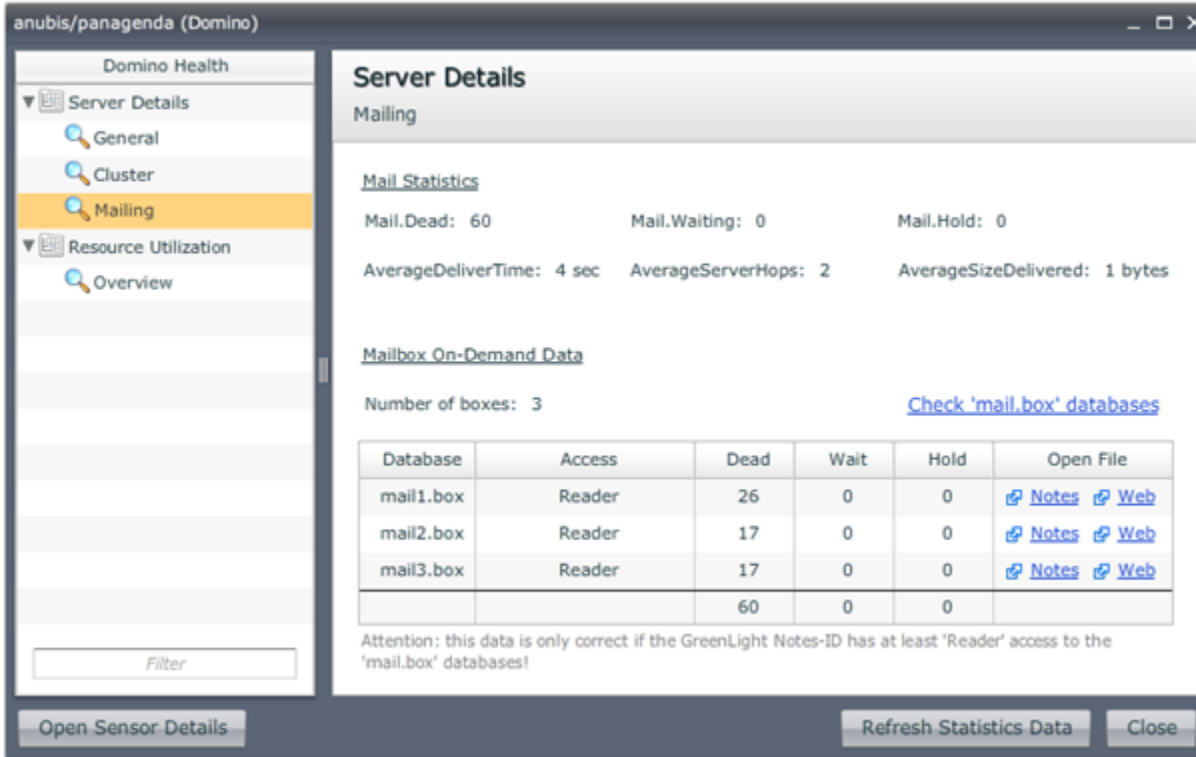 anubis/panagenda (Domino)
Domino Health
Server Details
General
Cluster
Mailing
Resource Utilization
Overview
Filter
Server Details
Mailing
Mail Statistics
Mail.Dead: 60 Mail.Waiting: 0 Mail.Hold: 0
AverageDeliverTime: 4 sec AverageServerHops: 2 AverageSizeDelivered: 1 bytes
Mailbox On-Demand Data
Number of boxes: 3 Check 'mail.box' databases
Database Access Dead Wait Hold Open File
mail1.box Reader 26 0 0 Notes Web
mail2.box Reader 17 0 0 Notes Web
mail3.box Reader 17 0 0 Notes Web
60 0 0
Attention: this data is only correct if the GreenLight Notes-ID has at least 'Reader' access to the
'mail.box' databases!
Open Sensor Details Refresh Statistics Data Close